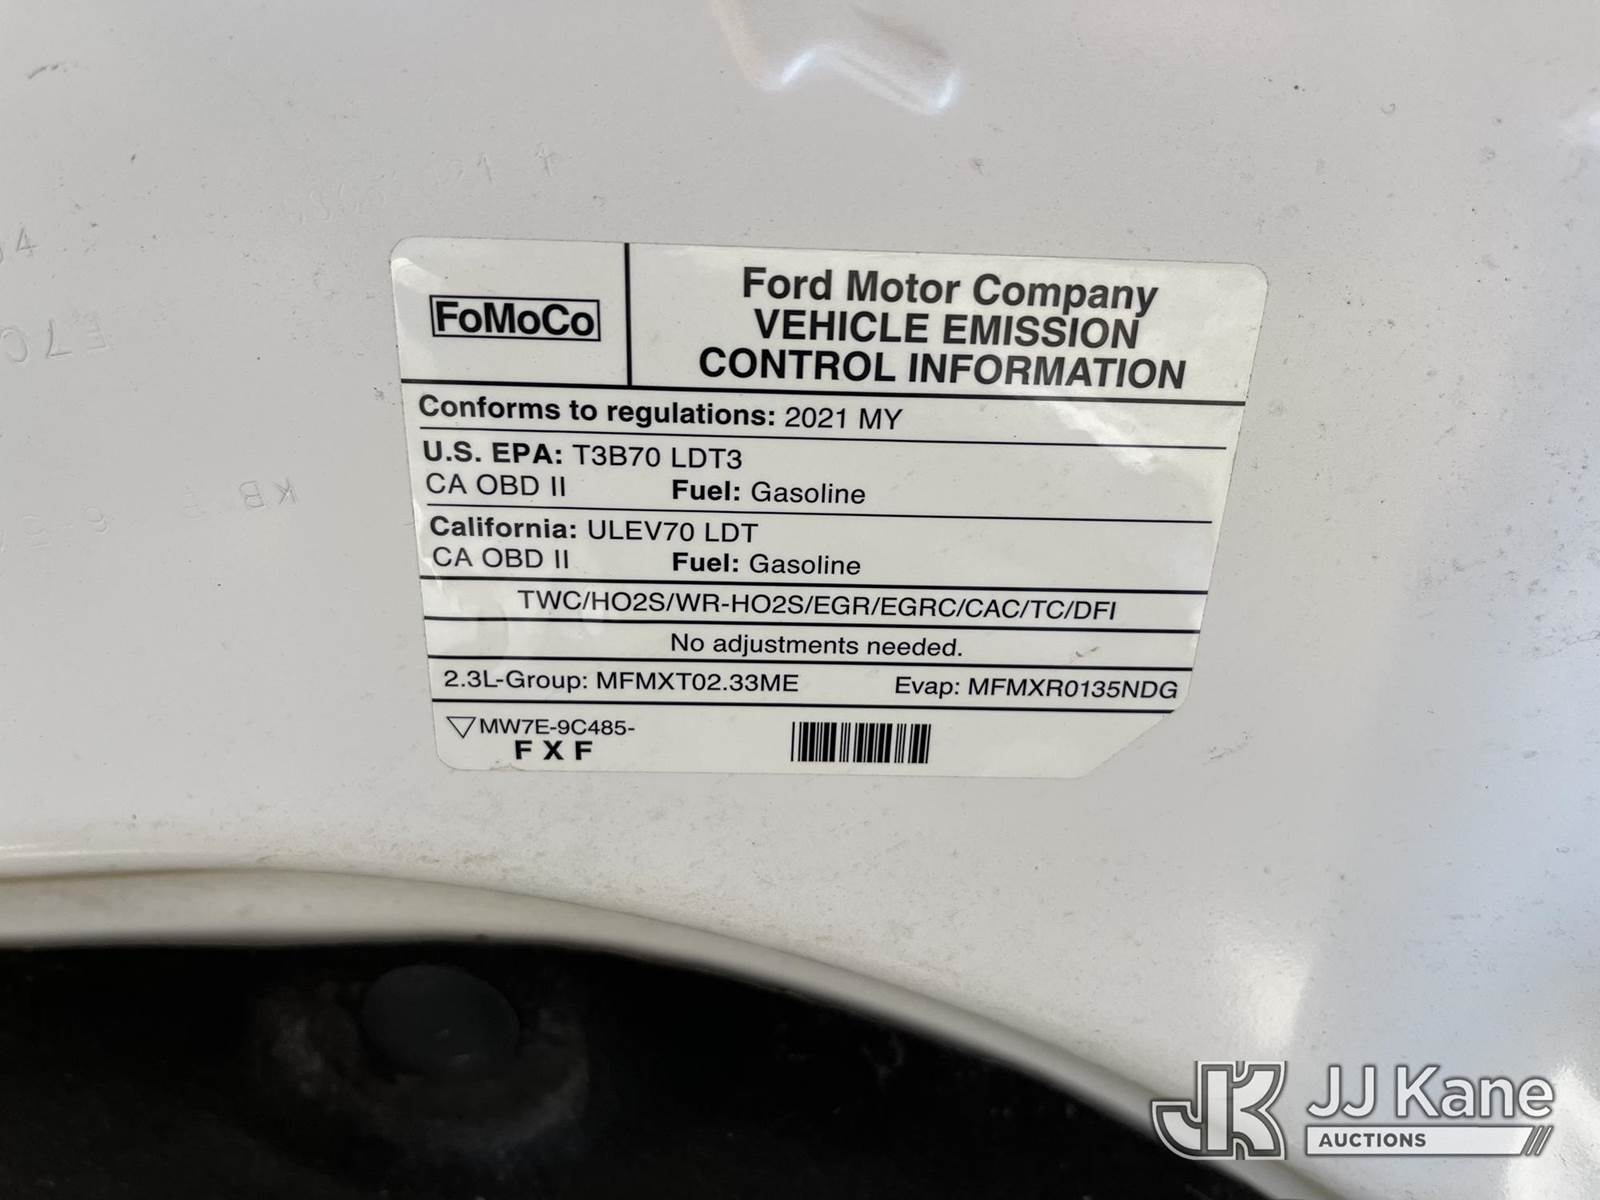 FoMoCo
Ford Motor Company
VEHICLE EMISSION
CONTROL INFORMATION
Conforms to regulations: 2021 MY
U.S. EPA: T3B70 LDT3
CA OBD II Fuel: Gasoline
California: ULEV70 LDT
CA OBD II Fuel: Gasoline
TWC/HO2S/WR-HO2S/EGR/EGRC/CAC/TC/DFI
No adjustments needed.
2.3L-Group: MFMXT02.33ME Evap: MFMXR0135NDG
MW7E-9C485-
F X F
JK JJ Kane
AUCTIONS